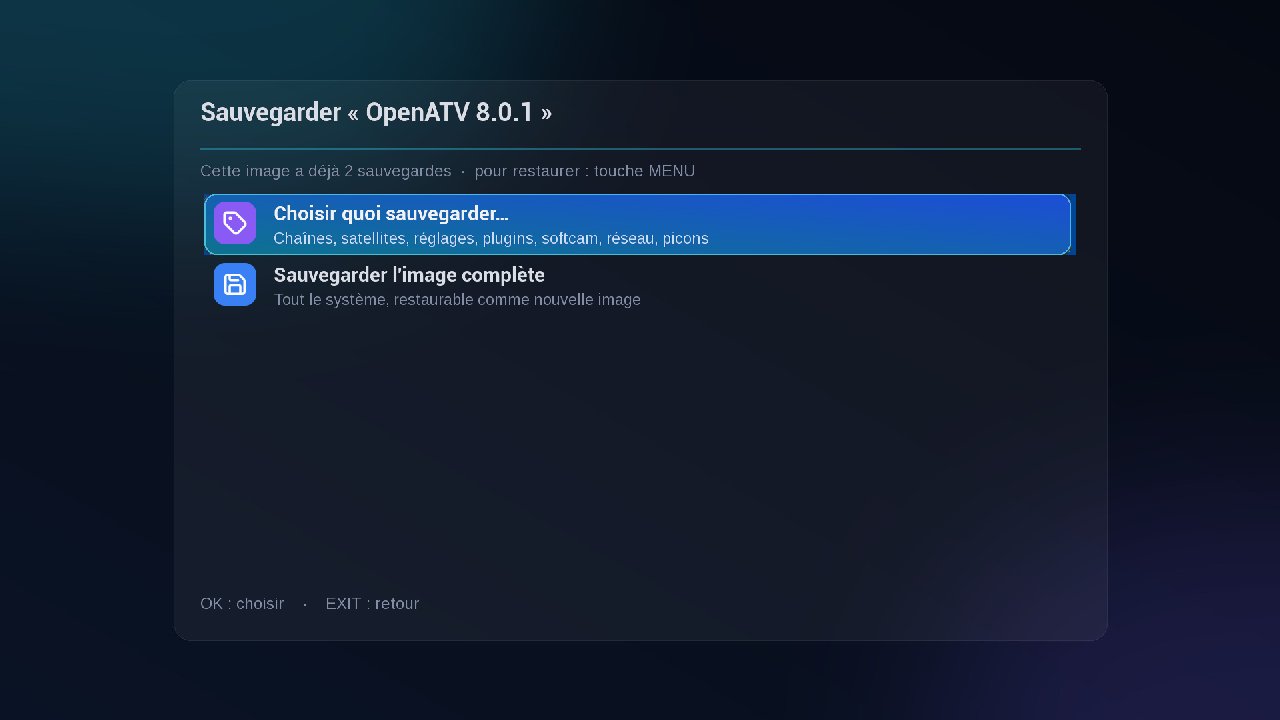 Sauvegarder « OpenATV 8.0.1 »
Cette image a déjà 2 sauvegardes · pour restaurer : touche MENU
Choisir quoi sauvegarder...
Chaînes, satellites, réglages, plugins, softcam, réseau, picons
Sauvegarder l'image complète
Tout le système, restaurable comme nouvelle image
OK : choisir · EXIT : retour